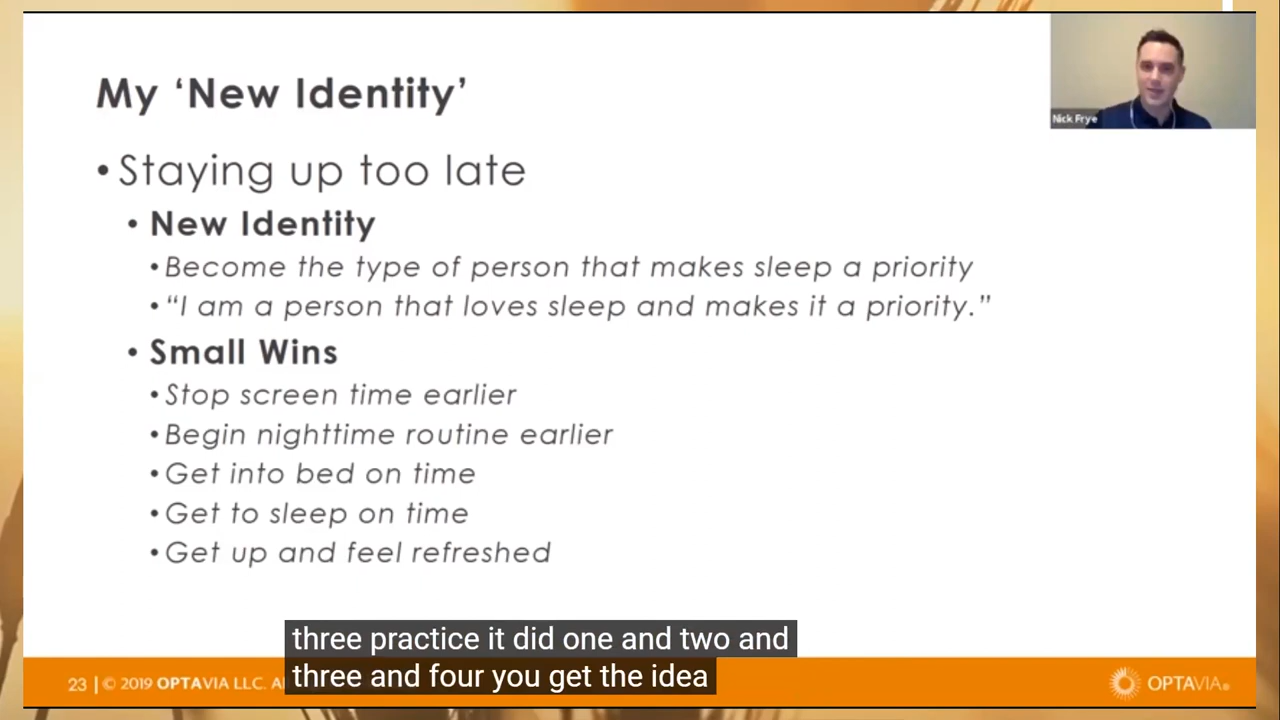 My ‘New Identity’
Nick Frye
• Staying up too late
• New Identity
• Become the type of person that makes sleep a priority
• “I am a person that loves sleep and makes it a priority.”
• Small Wins
• Stop screen time earlier
• Begin nighttime routine earlier
• Get into bed on time
• Get to sleep on time
• Get up and feel refreshed
three practice it did one and two and
three and four you get the idea
23 | © 2019 OPTAVIA LLC.
OPTAVIA®